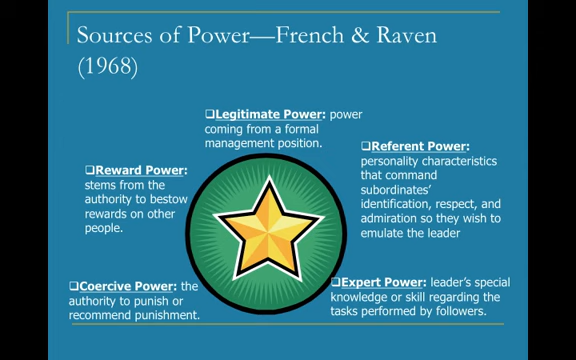 Sources of Power—French & Raven
(1968)
❑Legitimate Power: power
coming from a formal
management position.
❑Referent Power:
personality characteristics
that command
subordinates’
identification, respect, and
admiration so they wish to
emulate the leader
❑Reward Power:
stems from the
authority to bestow
rewards on other
people.
❑Coercive Power: the
authority to punish or
recommend punishment.
❑Expert Power: leader’s special
knowledge or skill regarding the
tasks performed by followers.